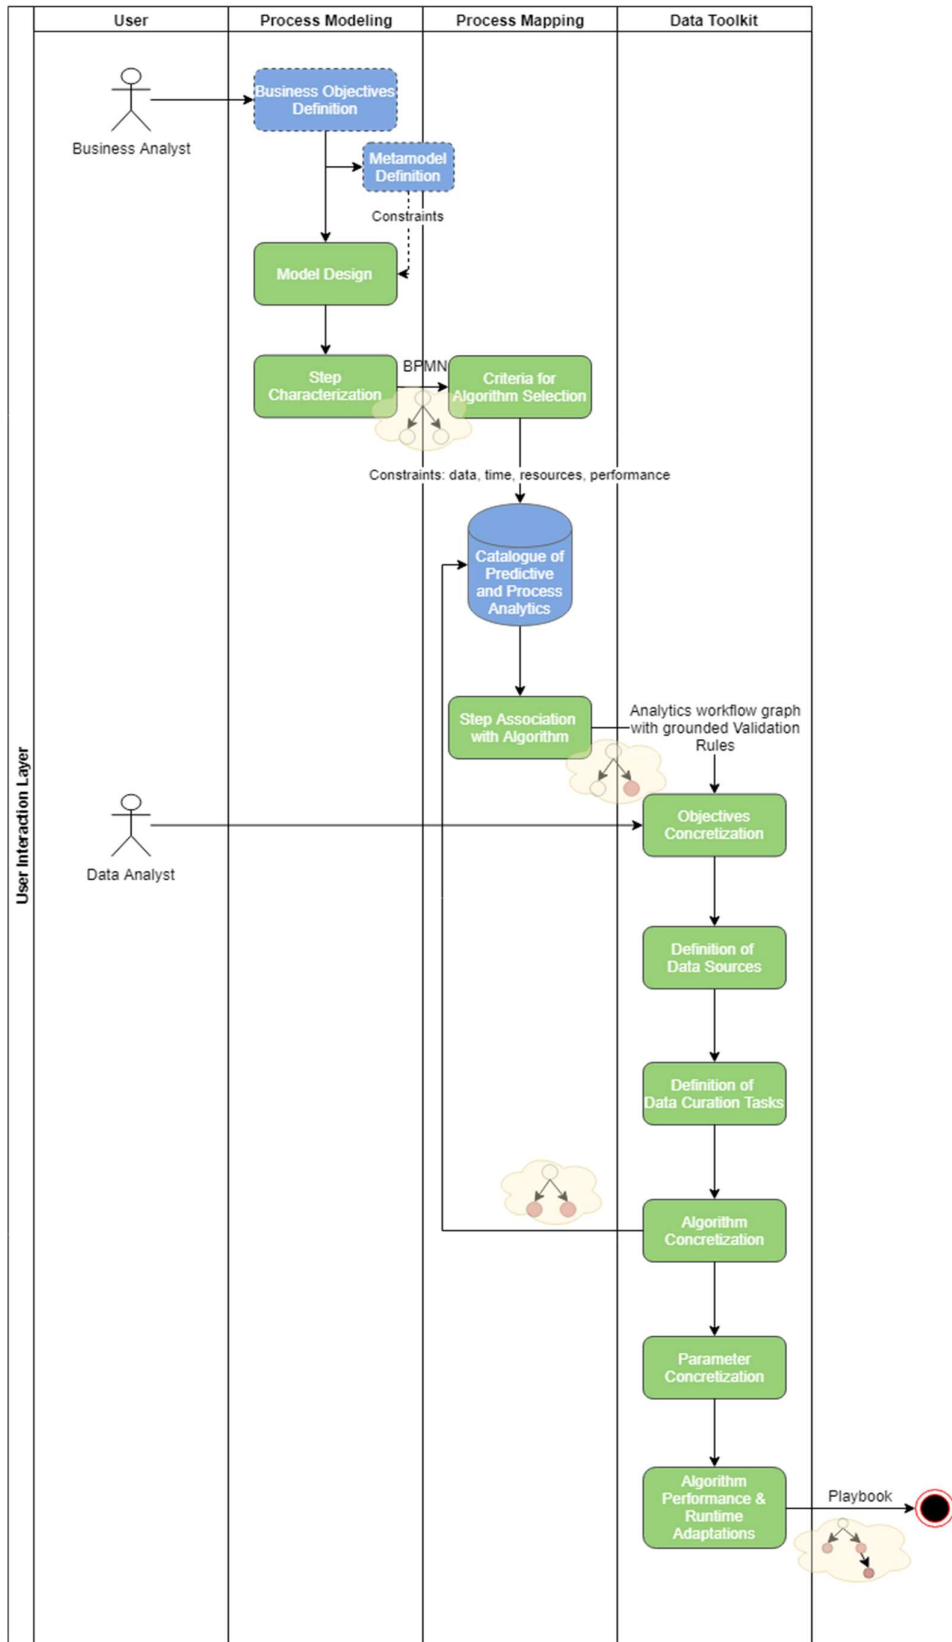 User
Process Modeling
Process Mapping
Data Toolkit
User Interaction Layer
Business Analyst
Business Objectives
Definition
Metamodel
Definition
Constraints
Model Design
Step
Characterization
BPMN
Criteria for
Algorithm Selection
Constraints: data, time, resources, performance
Catalogue of
Predictive
and Process
Analytics
Step Association
with Algorithm
Analytics workflow graph
with grounded Validation
Rules
Data Analyst
Objectives
Concretization
Definition of
Data Sources
Definition of
Data Curation Tasks
Algorithm
Concretization
Parameter
Concretization
Algorithm
Performance &
Runtime
Adaptations
Playbook